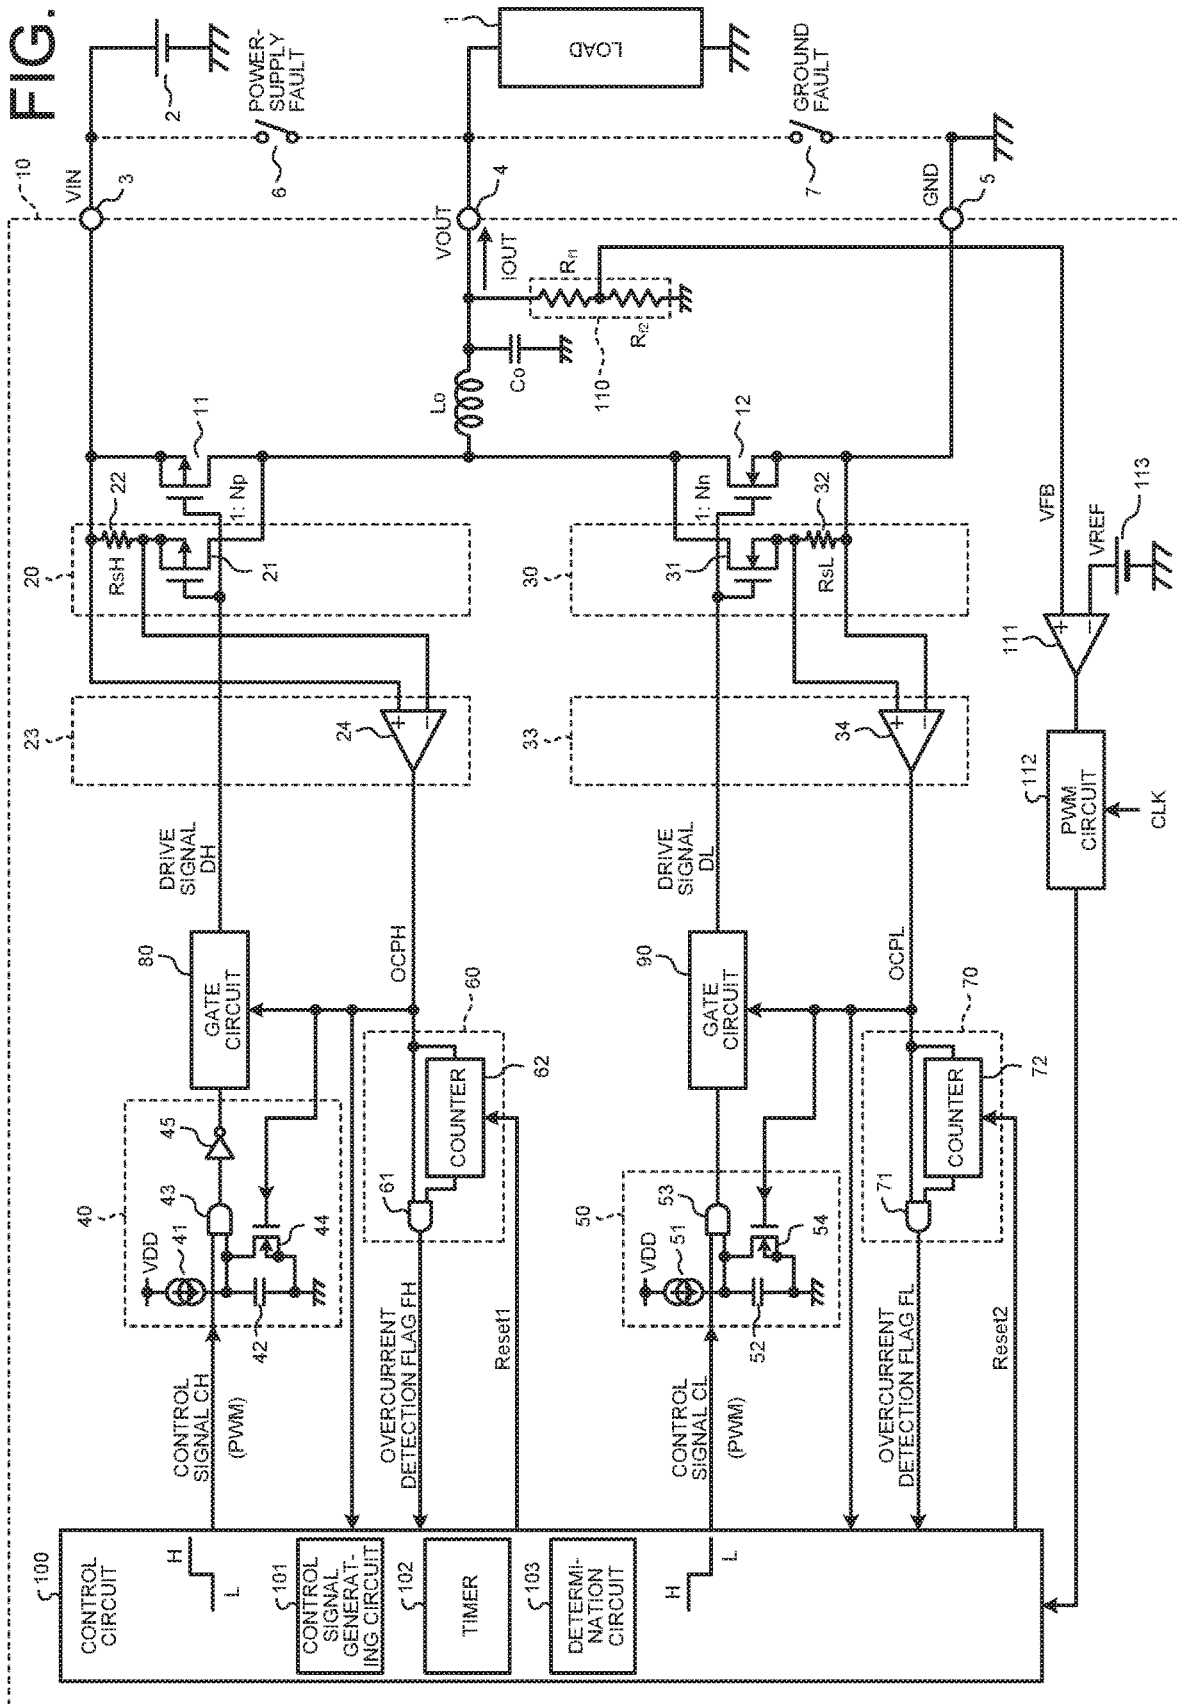 FIG.
10
VIN
3
2
POWER-
SUPPLY
FAULT
6
LOAD
1
VOUT
4
IOUT
GROUND
FAULT
7
GND
5
Lo
Co
110
Rf1
Rf2
11
1: Np
22
RsH
20
21
12
1: Nn
32
RsL
30
31
VFB
VREF
113
111
+
−
23
24
+
−
33
34
+
−
PWM
CIRCUIT
112
CLK
DRIVE
SIGNAL
DH
OCPH
DRIVE
SIGNAL
DL
OCPL
80
GATE
CIRCUIT
60
62
COUNTER
61
90
GATE
CIRCUIT
70
72
COUNTER
71
40
VDD
41
42
43
44
45
50
VDD
51
52
53
54
CONTROL
SIGNAL CH
(PWM)
OVERCURRENT
DETECTION FLAG FH
Reset1
CONTROL
SIGNAL CL
(PWM)
OVERCURRENT
DETECTION FLAG FL
Reset2
100
CONTROL
CIRCUIT
H
L
101
CONTROL
SIGNAL
GENERAT-
ING CIRCUIT
102
TIMER
103
DETERMI-
NATION
CIRCUIT
H
L